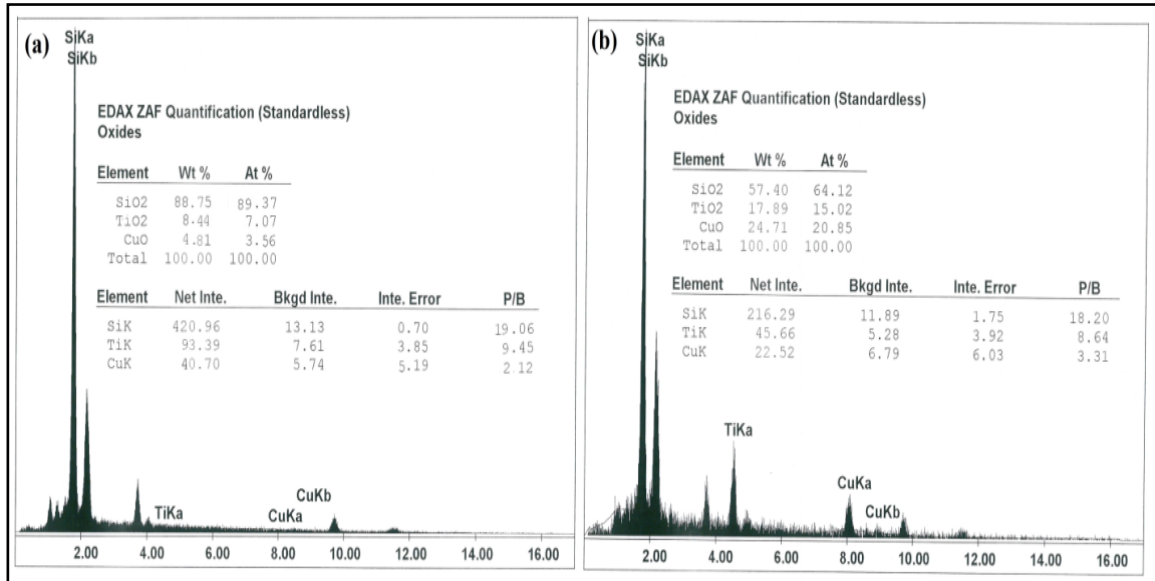 (a) SiKa
SiKb
EDAX ZAF Quantification (Standardless)
Oxides
Element Wt % At %
SiO2 88.75 89.37
TiO2 8.44 7.07
CuO 4.81 3.56
Total 100.00 100.00
Element Net Inte. Bkgd Inte. Inte. Error P/B
SiK 420.96 13.13 0.70 19.06
TiK 93.39 7.61 3.85 9.45
CuK 40.70 5.74 5.19 2.12
TiKa CuKa CuKb
2.00 4.00 6.00 8.00 10.00 12.00 14.00 16.00
(b) SiKa
SiKb
EDAX ZAF Quantification (Standardless)
Oxides
Element Wt % At %
SiO2 57.40 64.12
TiO2 17.89 15.02
CuO 24.71 20.85
Total 100.00 100.00
Element Net Inte. Bkgd Inte. Inte. Error P/B
SiK 216.29 11.89 1.75 18.20
TiK 45.66 5.28 3.92 8.64
CuK 22.52 6.79 6.03 3.31
TiKa
CuKa
CuKb
2.00 4.00 6.00 8.00 10.00 12.00 14.00 16.00